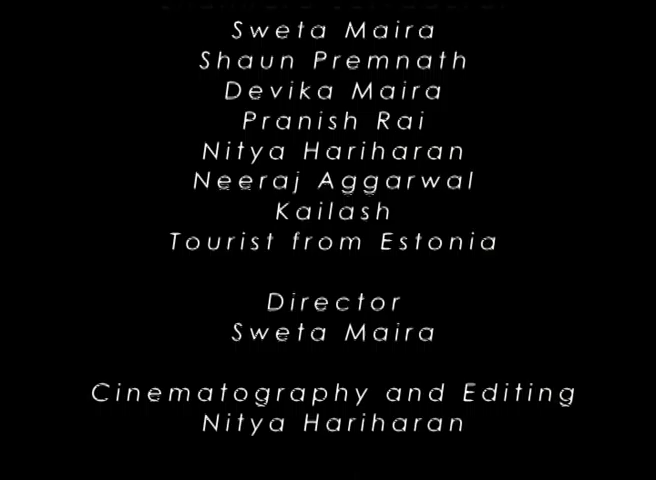 Sweta Maira
Shaun Premnath
Devika Maira
Pranish Rai
Nitya Hariharan
Neeraj Aggarwal
Kailash
Tourist from Estonia
Director
Sweta Maira
Cinematography and Editing
Nitya Hariharan